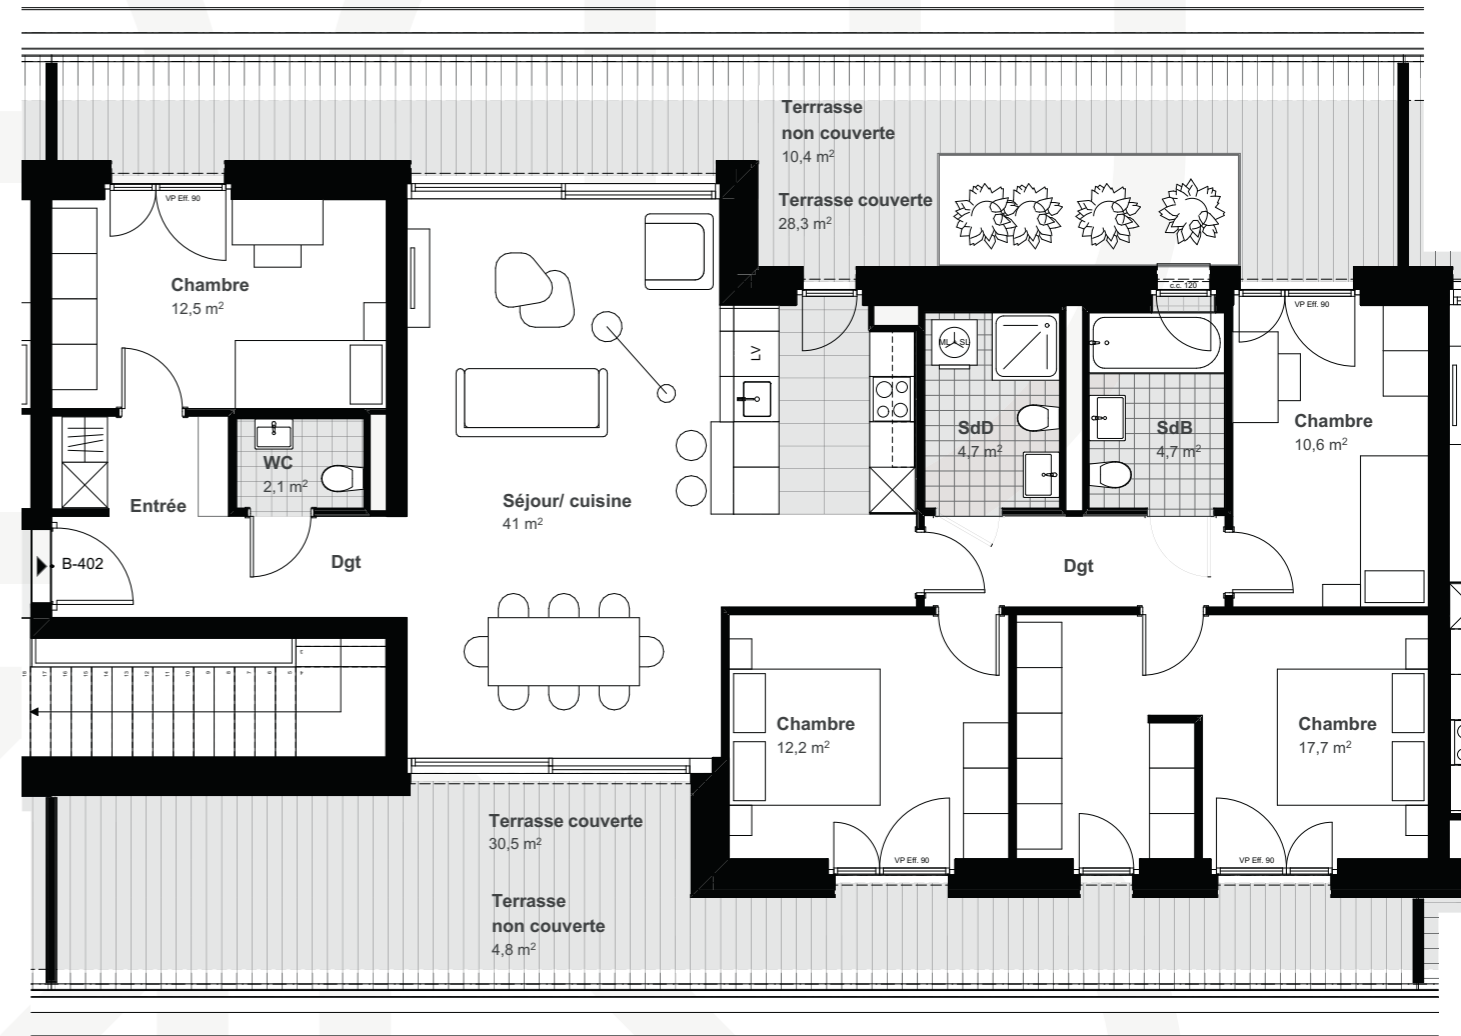 Terrrasse
non couverte
10,4 m²
Terrasse couverte
28,3 m²
VP Eff. 90
Chambre
12,5 m²
c.c. 120
VP Eff. 90
LV
ML
SL
SdD
4,7 m²
SdB
4,7 m²
Chambre
10,6 m²
WC
2,1 m²
Entrée
Séjour/ cuisine
41 m²
B-402
Dgt
Dgt
Chambre
12,2 m²
Chambre
17,7 m²
Terrasse couverte
30,5 m²
VP Eff. 90
VP Eff. 90
Terrasse
non couverte
4,8 m²